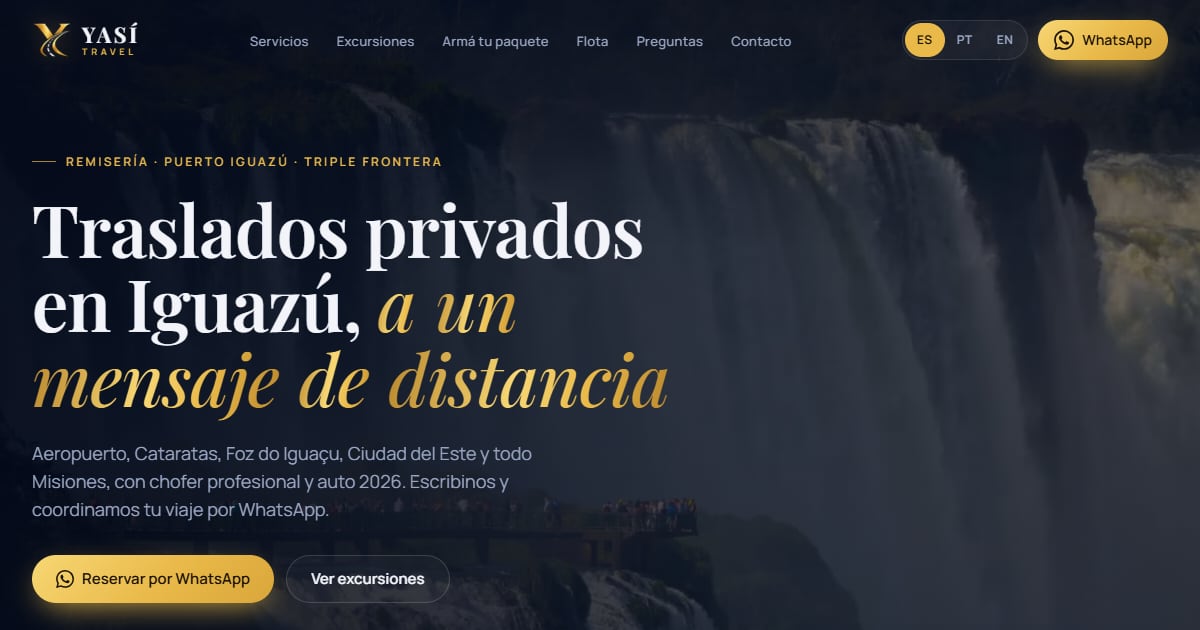 YASÍ
TRAVEL
Servicios
Excursiones
Armá tu paquete
Flota
Preguntas
Contacto
ES
PT
EN
WhatsApp
REMISERÍA · PUERTO IGUAZÚ · TRIPLE FRONTERA
Traslados privados
en Iguazú, a un
mensaje de distancia
Aeropuerto, Cataratas, Foz do Iguaçu, Ciudad del Este y todo
Misiones, con chofer profesional y auto 2026. Escribinos y
coordinamos tu viaje por WhatsApp.
Reservar por WhatsApp
Ver excursiones